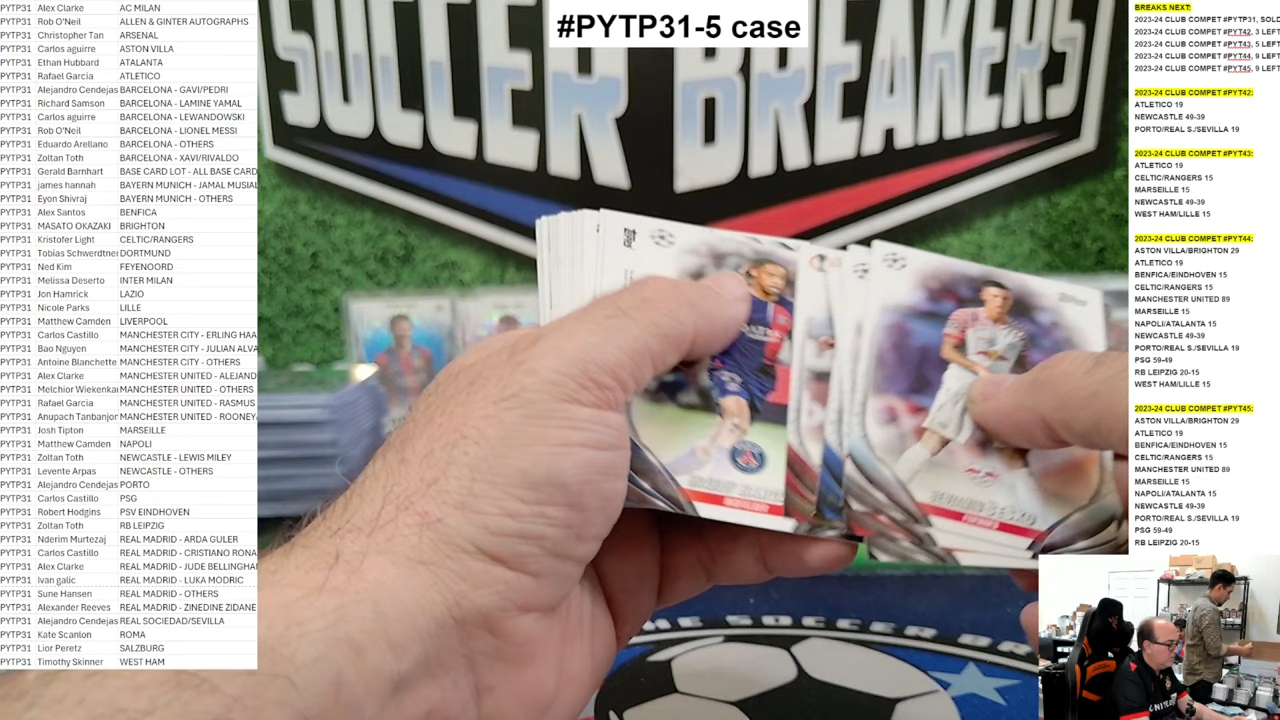 #PYTP31-5 case
SOCCER BREAKERS
PYTP31 Alex Clarke AC MILAN
PYTP31 Rob O'Neil ALLEN & GINTER AUTOGRAPHS
PYTP31 Christopher Tan ARSENAL
PYTP31 Carlos aguirre ASTON VILLA
PYTP31 Ethan Hubbard ATALANTA
PYTP31 Rafael Garcia ATLETICO
PYTP31 Alejandro Cendejas BARCELONA - GAVI/PEDRI
PYTP31 Richard Samson BARCELONA - LAMINE YAMAL
PYTP31 Carlos aguirre BARCELONA - LEWANDOWSKI
PYTP31 Rob O'Neil BARCELONA - LIONEL MESSI
PYTP31 Eduardo Arellano BARCELONA - OTHERS
PYTP31 Zoltan Toth BARCELONA - XAVI/RIVALDO
PYTP31 Gerald Barnhart BASE CARD LOT - ALL BASE CARD
PYTP31 james hannah BAYERN MUNICH - JAMAL MUSIAL
PYTP31 Eyon Shivraj BAYERN MUNICH - OTHERS
PYTP31 Alex Santos BENFICA
PYTP31 MASATO OKAZAKI BRIGHTON
PYTP31 Kristofer Light CELTIC/RANGERS
PYTP31 Tobias Schwerdtner DORTMUND
PYTP31 Ned Kim FEYENOORD
PYTP31 Melissa Deserto INTER MILAN
PYTP31 Jon Hamrick LAZIO
PYTP31 Nicole Parks LILLE
PYTP31 Matthew Camden LIVERPOOL
PYTP31 Carlos Castillo MANCHESTER CITY - ERLING HAA
PYTP31 Bao Nguyen MANCHESTER CITY - JULIAN ALVA
PYTP31 Antoine Blanchette MANCHESTER CITY - OTHERS
PYTP31 Alex Clarke MANCHESTER UNITED - ALEJAND
PYTP31 Melchior Wiekenka MANCHESTER UNITED - OTHERS
PYTP31 Rafael Garcia MANCHESTER UNITED - RASMUS
PYTP31 Anupach Tanbanjon MANCHESTER UNITED - ROONEY
PYTP31 Josh Tipton MARSEILLE
PYTP31 Matthew Camden NAPOLI
PYTP31 Zoltan Toth NEWCASTLE - LEWIS MILEY
PYTP31 Levente Arpas NEWCASTLE - OTHERS
PYTP31 Alejandro Cendejas PORTO
PYTP31 Carlos Castillo PSG
PYTP31 Robert Hodgins PSV EINDHOVEN
PYTP31 Zoltan Toth RB LEIPZIG
PYTP31 Nderim Murtezaj REAL MADRID - ARDA GULER
PYTP31 Carlos Castillo REAL MADRID - CRISTIANO RONA
PYTP31 Alex Clarke REAL MADRID - JUDE BELLINGHA
PYTP31 Ivan galic REAL MADRID - LUKA MODRIC
PYTP31 Sune Hansen REAL MADRID - OTHERS
PYTP31 Alexander Reeves REAL MADRID - ZINEDINE ZIDANE
PYTP31 Alejandro Cendejas REAL SOCIEDAD/SEVILLA
PYTP31 Kate Scanlon ROMA
PYTP31 Lior Peretz SALZBURG
PYTP31 Timothy Skinner WEST HAM
BREAKS NEXT:
2023-24 CLUB COMPET #PYTP31, SOLD
2023-24 CLUB COMPET #PYT42, 3 LEFT
2023-24 CLUB COMPET #PYT43, 5 LEFT
2023-24 CLUB COMPET #PYT44, 9 LEFT
2023-24 CLUB COMPET #PYT45, 9 LEFT
2023-24 CLUB COMPET #PYT42:
ATLETICO 19
NEWCASTLE 49-39
PORTO/REAL S./SEVILLA 19
2023-24 CLUB COMPET #PYT43:
ATLETICO 19
CELTIC/RANGERS 15
MARSEILLE 15
NEWCASTLE 49-39
WEST HAM/LILLE 15
2023-24 CLUB COMPET #PYT44:
ASTON VILLA/BRIGHTON 29
ATLETICO 19
BENFICA/EINDHOVEN 15
CELTIC/RANGERS 15
MANCHESTER UNITED 89
MARSEILLE 15
NAPOLI/ATALANTA 15
NEWCASTLE 49-39
PORTO/REAL S./SEVILLA 19
PSG 59-49
RB LEIPZIG 20-15
WEST HAM/LILLE 15
2023-24 CLUB COMPET #PYT45:
ASTON VILLA/BRIGHTON 29
ATLETICO 19
BENFICA/EINDHOVEN 15
CELTIC/RANGERS 15
MANCHESTER UNITED 89
MARSEILLE 15
NAPOLI/ATALANTA 15
NEWCASTLE 49-39
PORTO/REAL S./SEVILLA 19
PSG 59-49
RB LEIPZIG 20-15
topps
topps